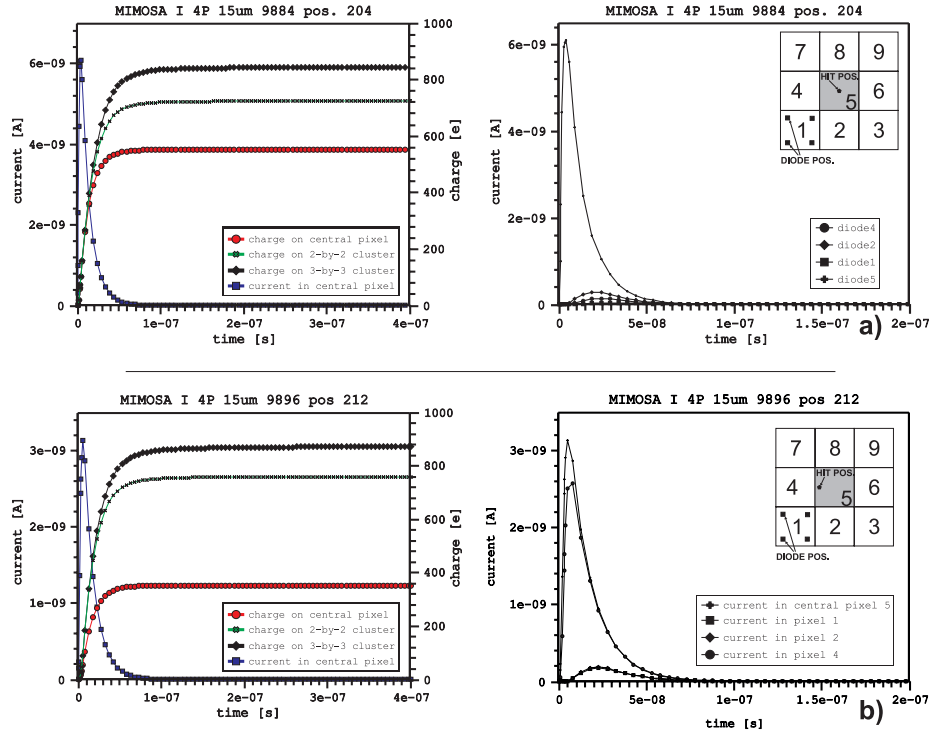 MIMOSA I 4P 15um 9884 pos. 204
current [A]
6e-09
4e-09
2e-09
0
1000
800
600
400
200
0
charge [e]
charge on central pixel
charge on 2-by-2 cluster
charge on 3-by-3 cluster
current in central pixel
0 1e-07 2e-07 3e-07 4e-07
time [s]
MIMOSA I 4P 15um 9884 pos. 204
current [A]
6e-09
4e-09
2e-09
0
7 8 9
HIT POS.
4 5 6
1 2 3
DIODE POS.
diode4
diode2
diode1
diode5
0 5e-08 1e-07 1.5e-07 2e-07
time [s]
a)
MIMOSA I 4P 15um 9896 pos 212
current [A]
3e-09
2e-09
1e-09
0
1000
800
600
400
200
0
charge [e]
charge on central pixel
charge on 2-by-2 cluster
charge on 3-by-3 cluster
current in central pixel
0 1e-07 2e-07 3e-07 4e-07
time [s]
MIMOSA I 4P 15um 9896 pos 212
current [A]
3e-09
2e-09
1e-09
0
7 8 9
HIT POS.
4 5 6
1 2 3
DIODE POS.
current in central pixel 5
current in pixel 1
current in pixel 2
current in pixel 4
0 5e-08 1e-07 1.5e-07 2e-07
time [s]
b)